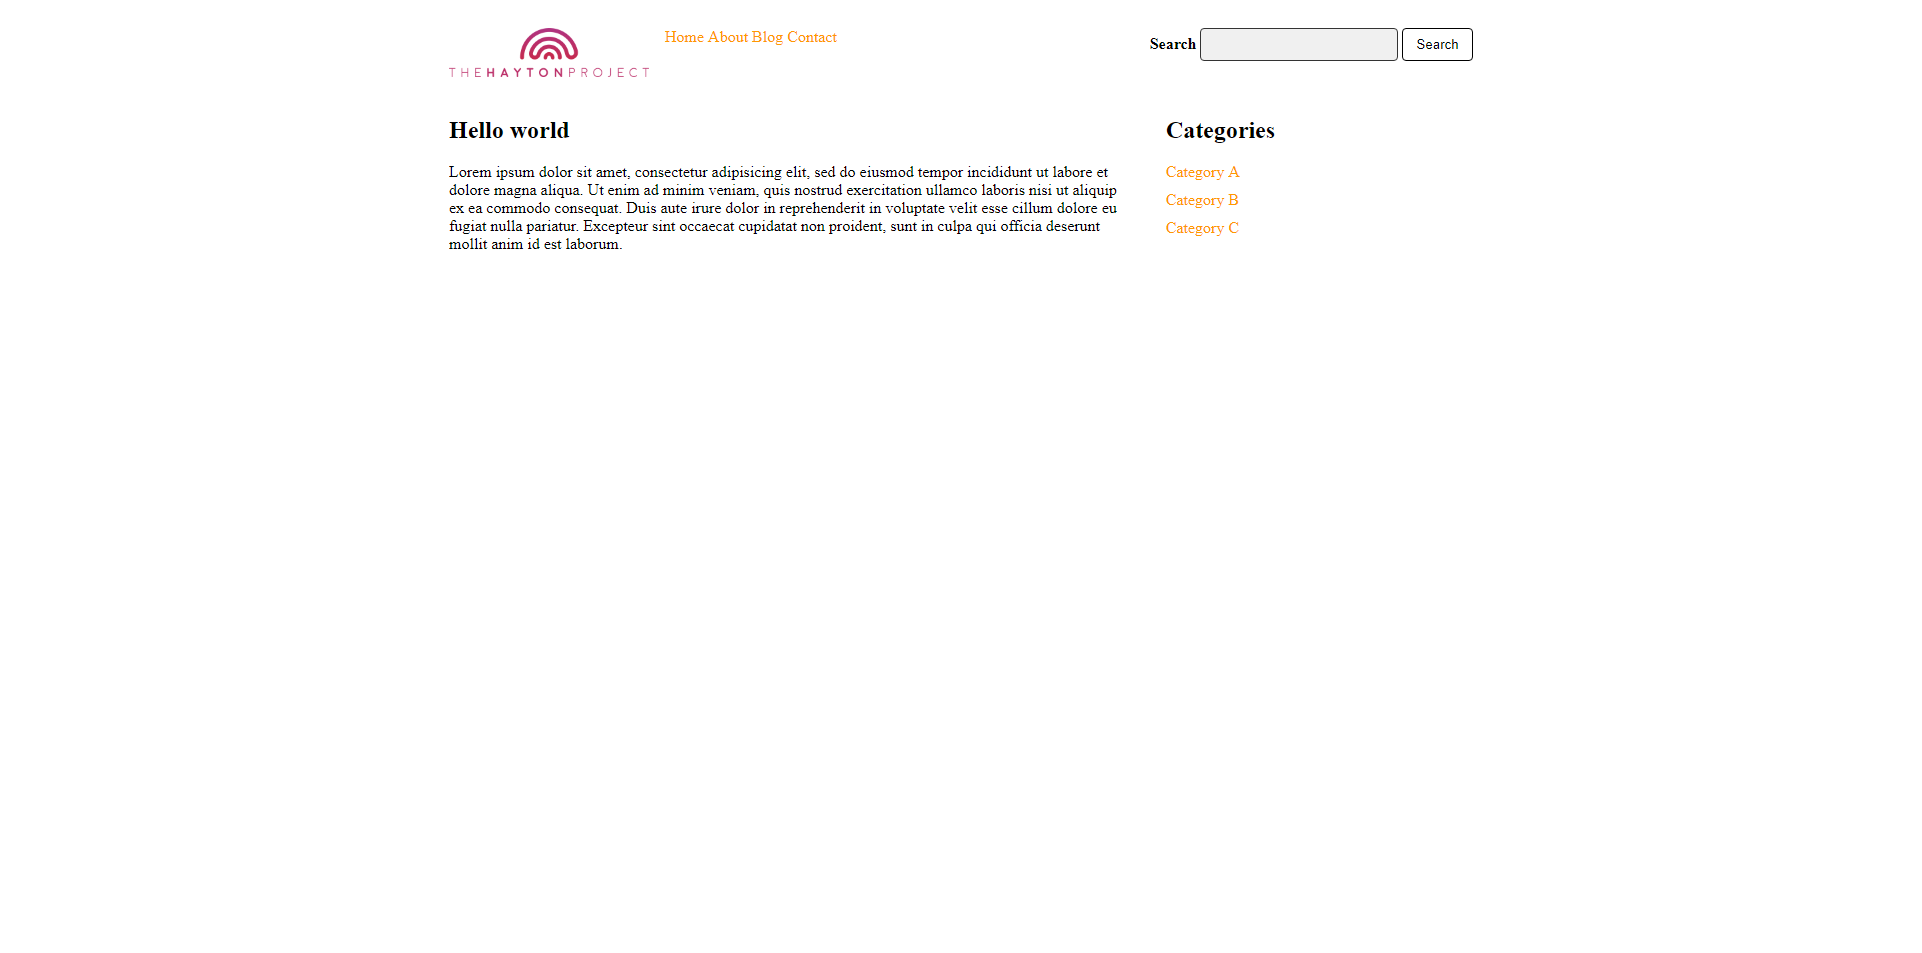 THEHAYTONPROJECT
Home About Blog Contact
Search
Search
Hello world
Lorem ipsum dolor sit amet, consectetur adipisicing elit, sed do eiusmod tempor incididunt ut labore et
dolore magna aliqua. Ut enim ad minim veniam, quis nostrud exercitation ullamco laboris nisi ut aliquip
ex ea commodo consequat. Duis aute irure dolor in reprehenderit in voluptate velit esse cillum dolore eu
fugiat nulla pariatur. Excepteur sint occaecat cupidatat non proident, sunt in culpa qui officia deserunt
mollit anim id est laborum.
Categories
Category A
Category B
Category C